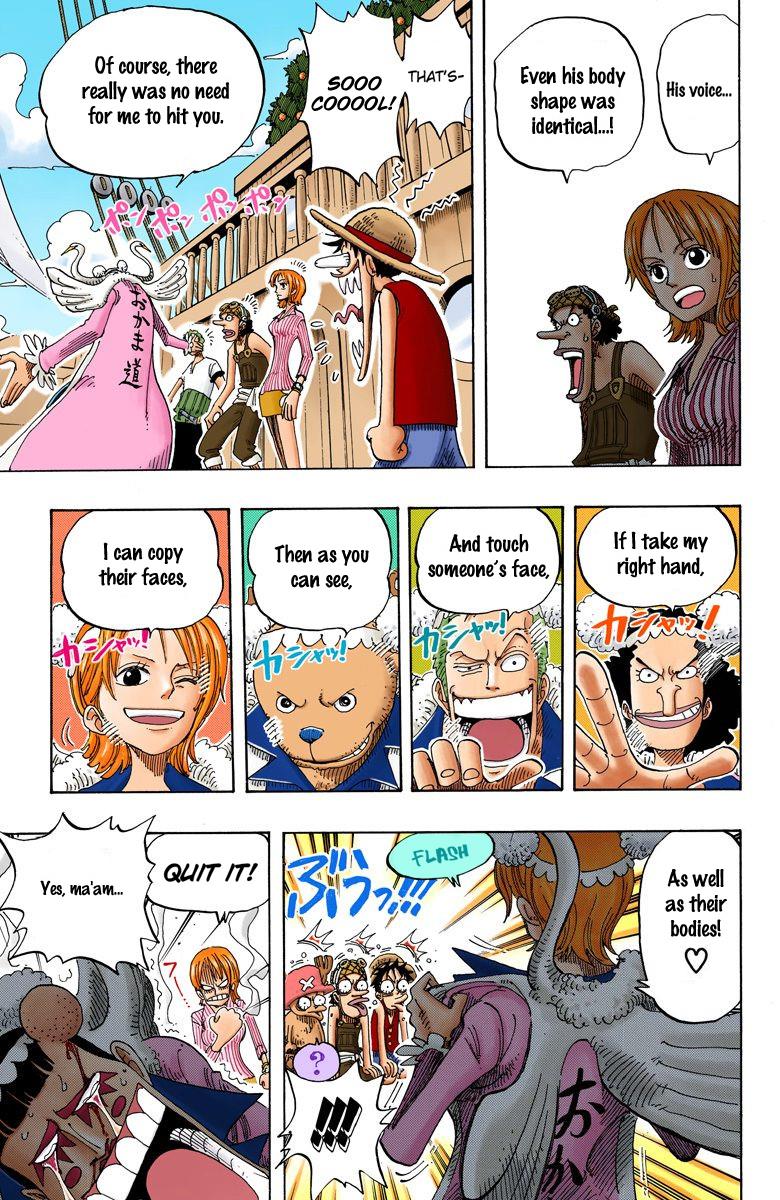 His voice...
Even his body
shape was
identical...!
THAT'S-
SOOO
COOOOL!
Of course, there
really was no need
for me to hit you.
ポン ポン ポン ポン
おかま道
If I take my
right hand,
カシャッ!
And touch
someone's face,
カシャッ!
Then as you
can see,
カシャッ!
I can copy
their faces,
カシャッ!
As well
as their
bodies!
♡
FLASH
ぶつっ!!!
?
!!!
おか
QUIT IT!
Yes, ma'am...